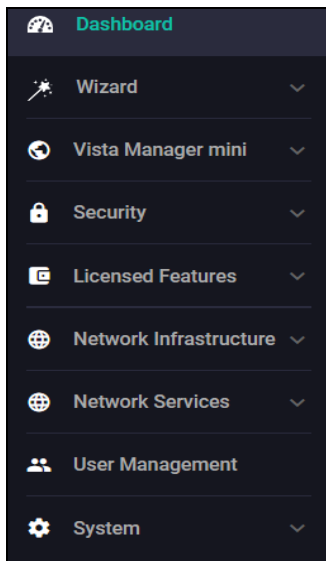 Dashboard
Wizard
Vista Manager mini
Security
Licensed Features
Network Infrastructure
Network Services
User Management
System